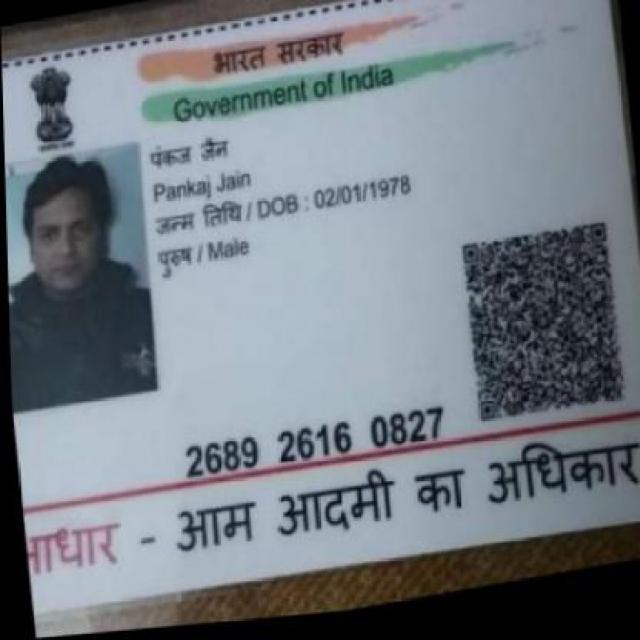 भारत सरकार
Government of India
पंकज जैन
Pankaj Jain
जन्म तिथि / DOB : 02/01/1978
पुरुष / Male
2689 2616 0827
आधार - आम आदमी का अधिकार